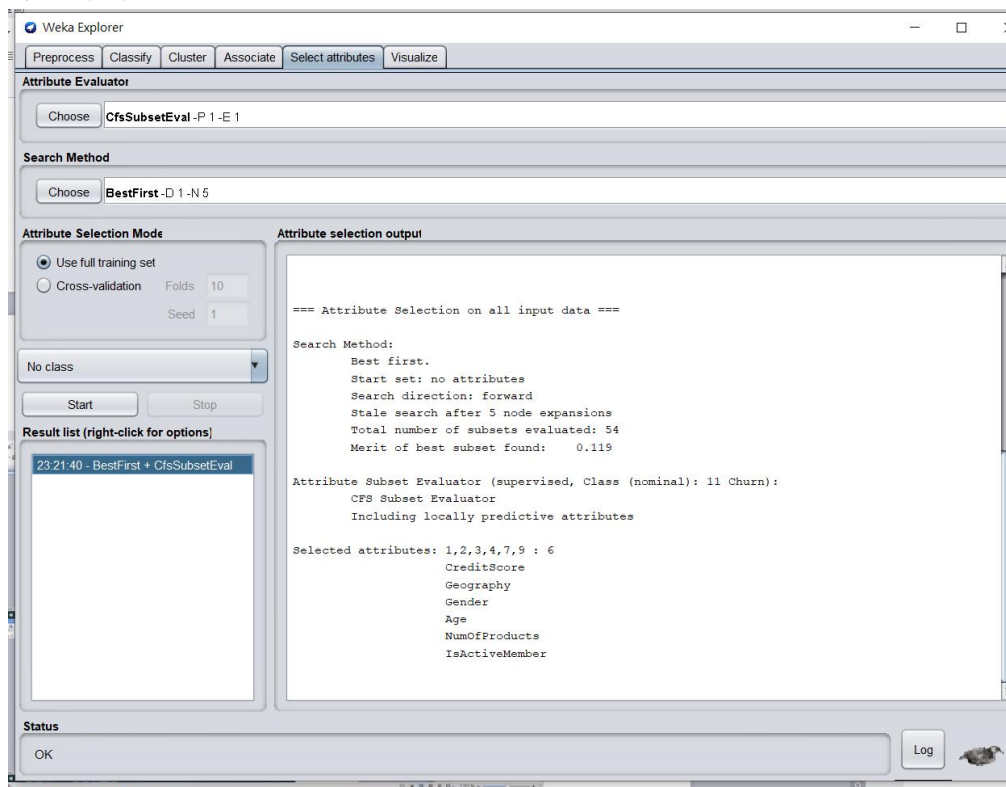 Weka Explorer
Preprocess Classify Cluster Associate Select attributes Visualize
Attribute Evaluator
Choose CfsSubsetEval -P 1 -E 1
Search Method
Choose BestFirst -D 1 -N 5
Attribute Selection Mode
Use full training set
Cross-validation Folds 10
Seed 1
No class
Start Stop
Result list (right-click for options)
23:21:40 - BestFirst + CfsSubsetEval
Attribute selection output
=== Attribute Selection on all input data ===
Search Method:
Best first.
Start set: no attributes
Search direction: forward
Stale search after 5 node expansions
Total number of subsets evaluated: 54
Merit of best subset found: 0.119
Attribute Subset Evaluator (supervised, Class (nominal): 11 Churn):
CFS Subset Evaluator
Including locally predictive attributes
Selected attributes: 1,2,3,4,7,9 : 6
CreditScore
Geography
Gender
Age
NumOfProducts
IsActiveMember
Status
OK
Log